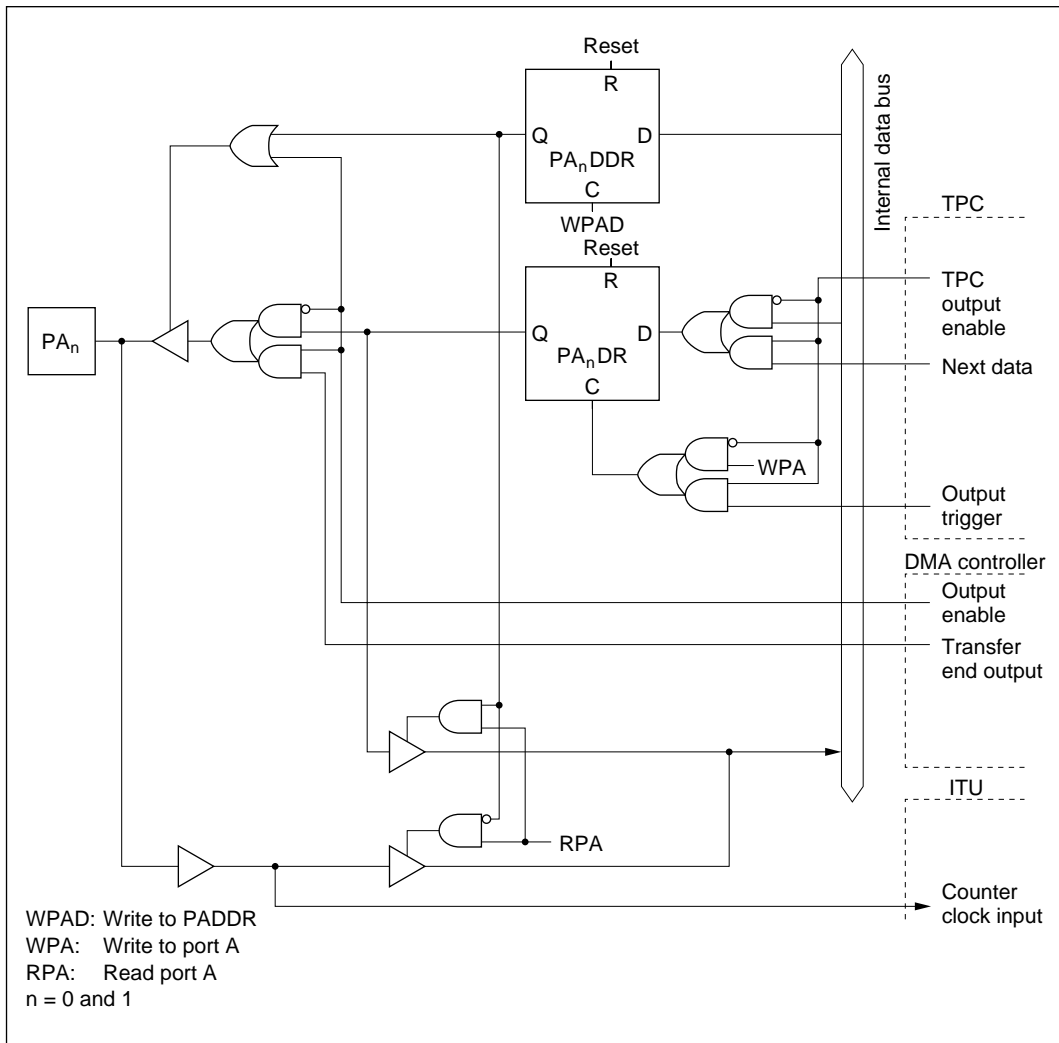 Reset
R
Q
D
PAnDDR
C
WPAD
Internal data bus
TPC
Reset
R
TPC
output
enable
PAn
Q
D
PAnDR
C
Next data
WPA
Output
trigger
DMA controller
Output
enable
Transfer
end output
ITU
RPA
Counter
clock input
WPAD: Write to PADDR
WPA: Write to port A
RPA: Read port A
n = 0 and 1